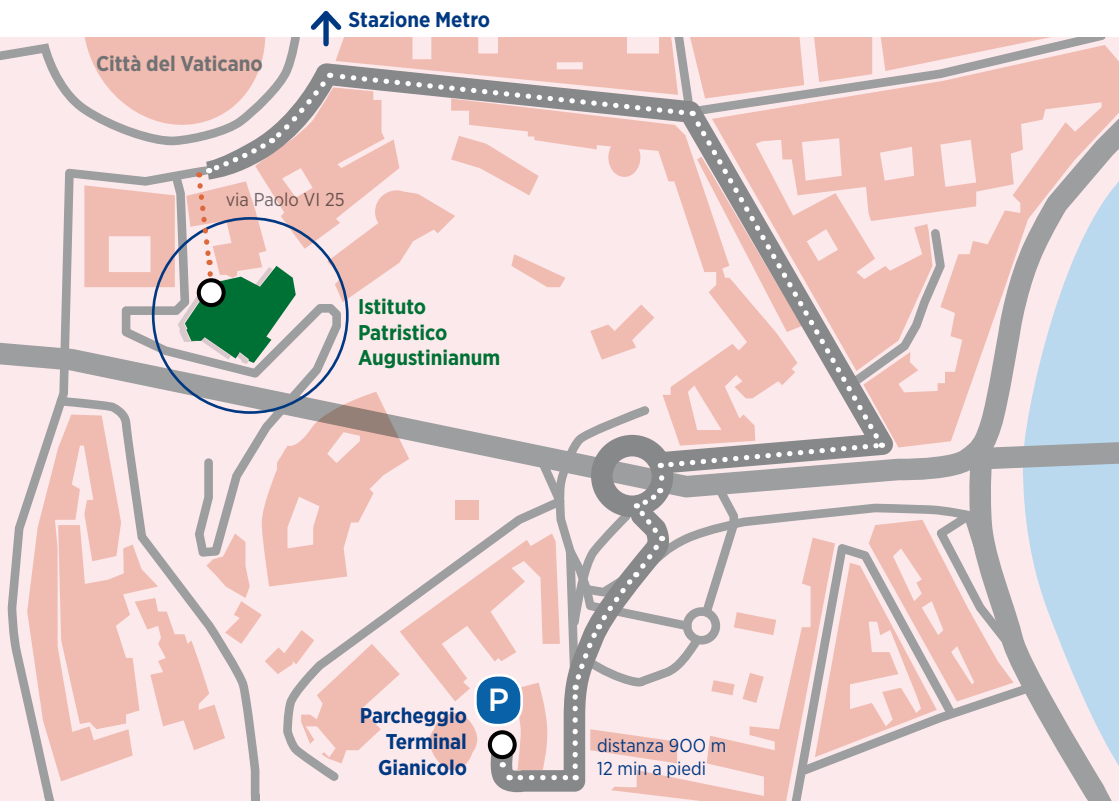 Stazione Metro
Città del Vaticano
via Paolo VI 25
Istituto
Patristico
Augustinianum
P
Parcheggio
Terminal
Gianicolo
distanza 900 m
12 min a piedi